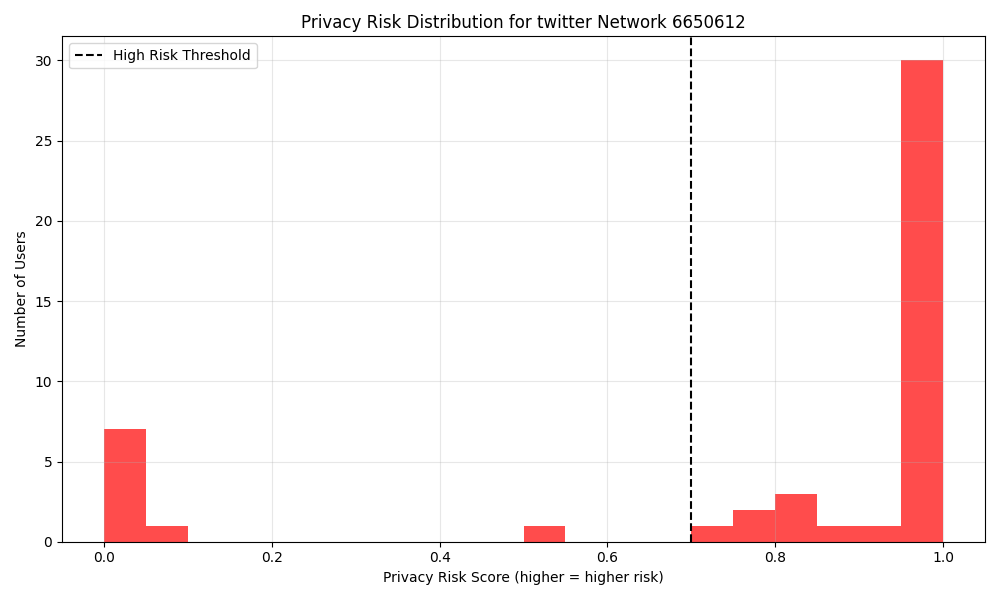 Privacy Risk Distribution for twitter Network 6650612
High Risk Threshold
Number of Users
30
25
20
15
10
5
0
0.0 0.2 0.4 0.6 0.8 1.0
Privacy Risk Score (higher = higher risk)